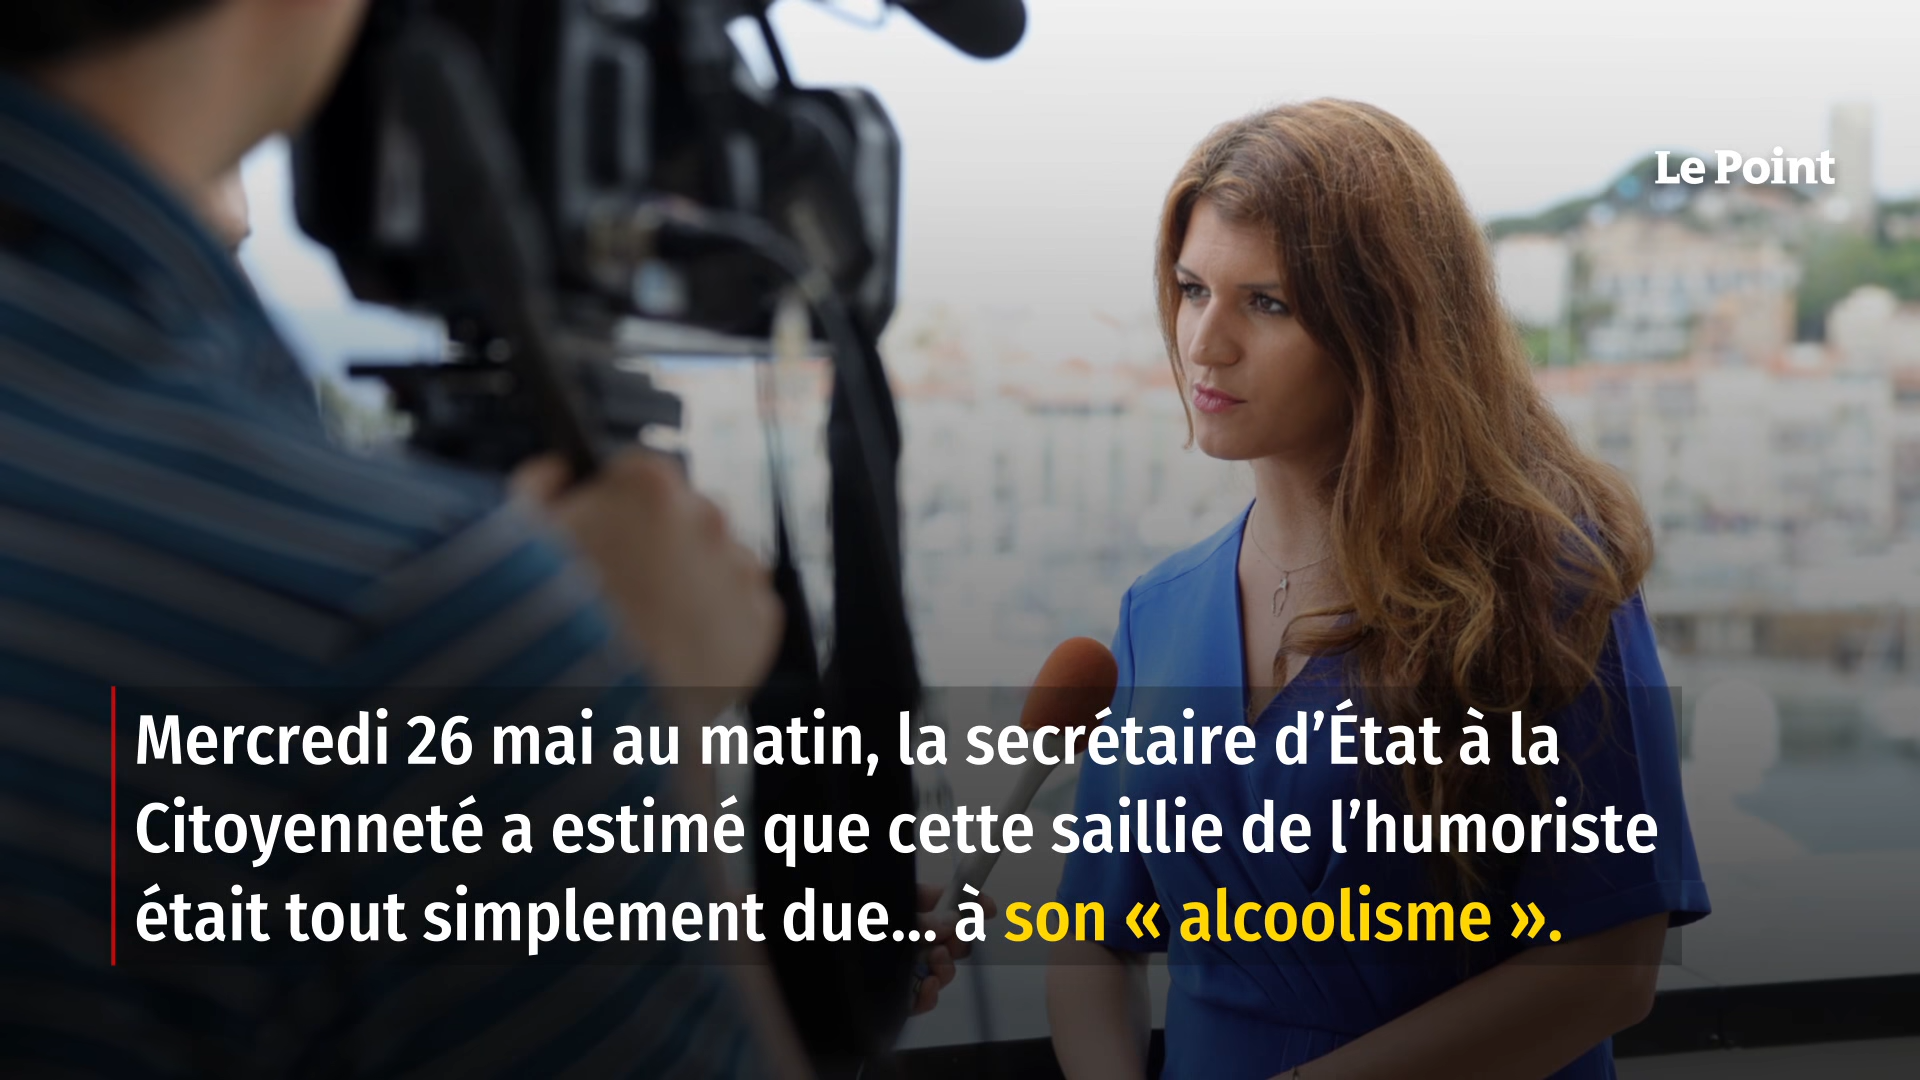 Le Point
Mercredi 26 mai au matin, la secrétaire d’État à la
Citoyenneté a estimé que cette saillie de l’humoriste
était tout simplement due... à son « alcoolisme ».